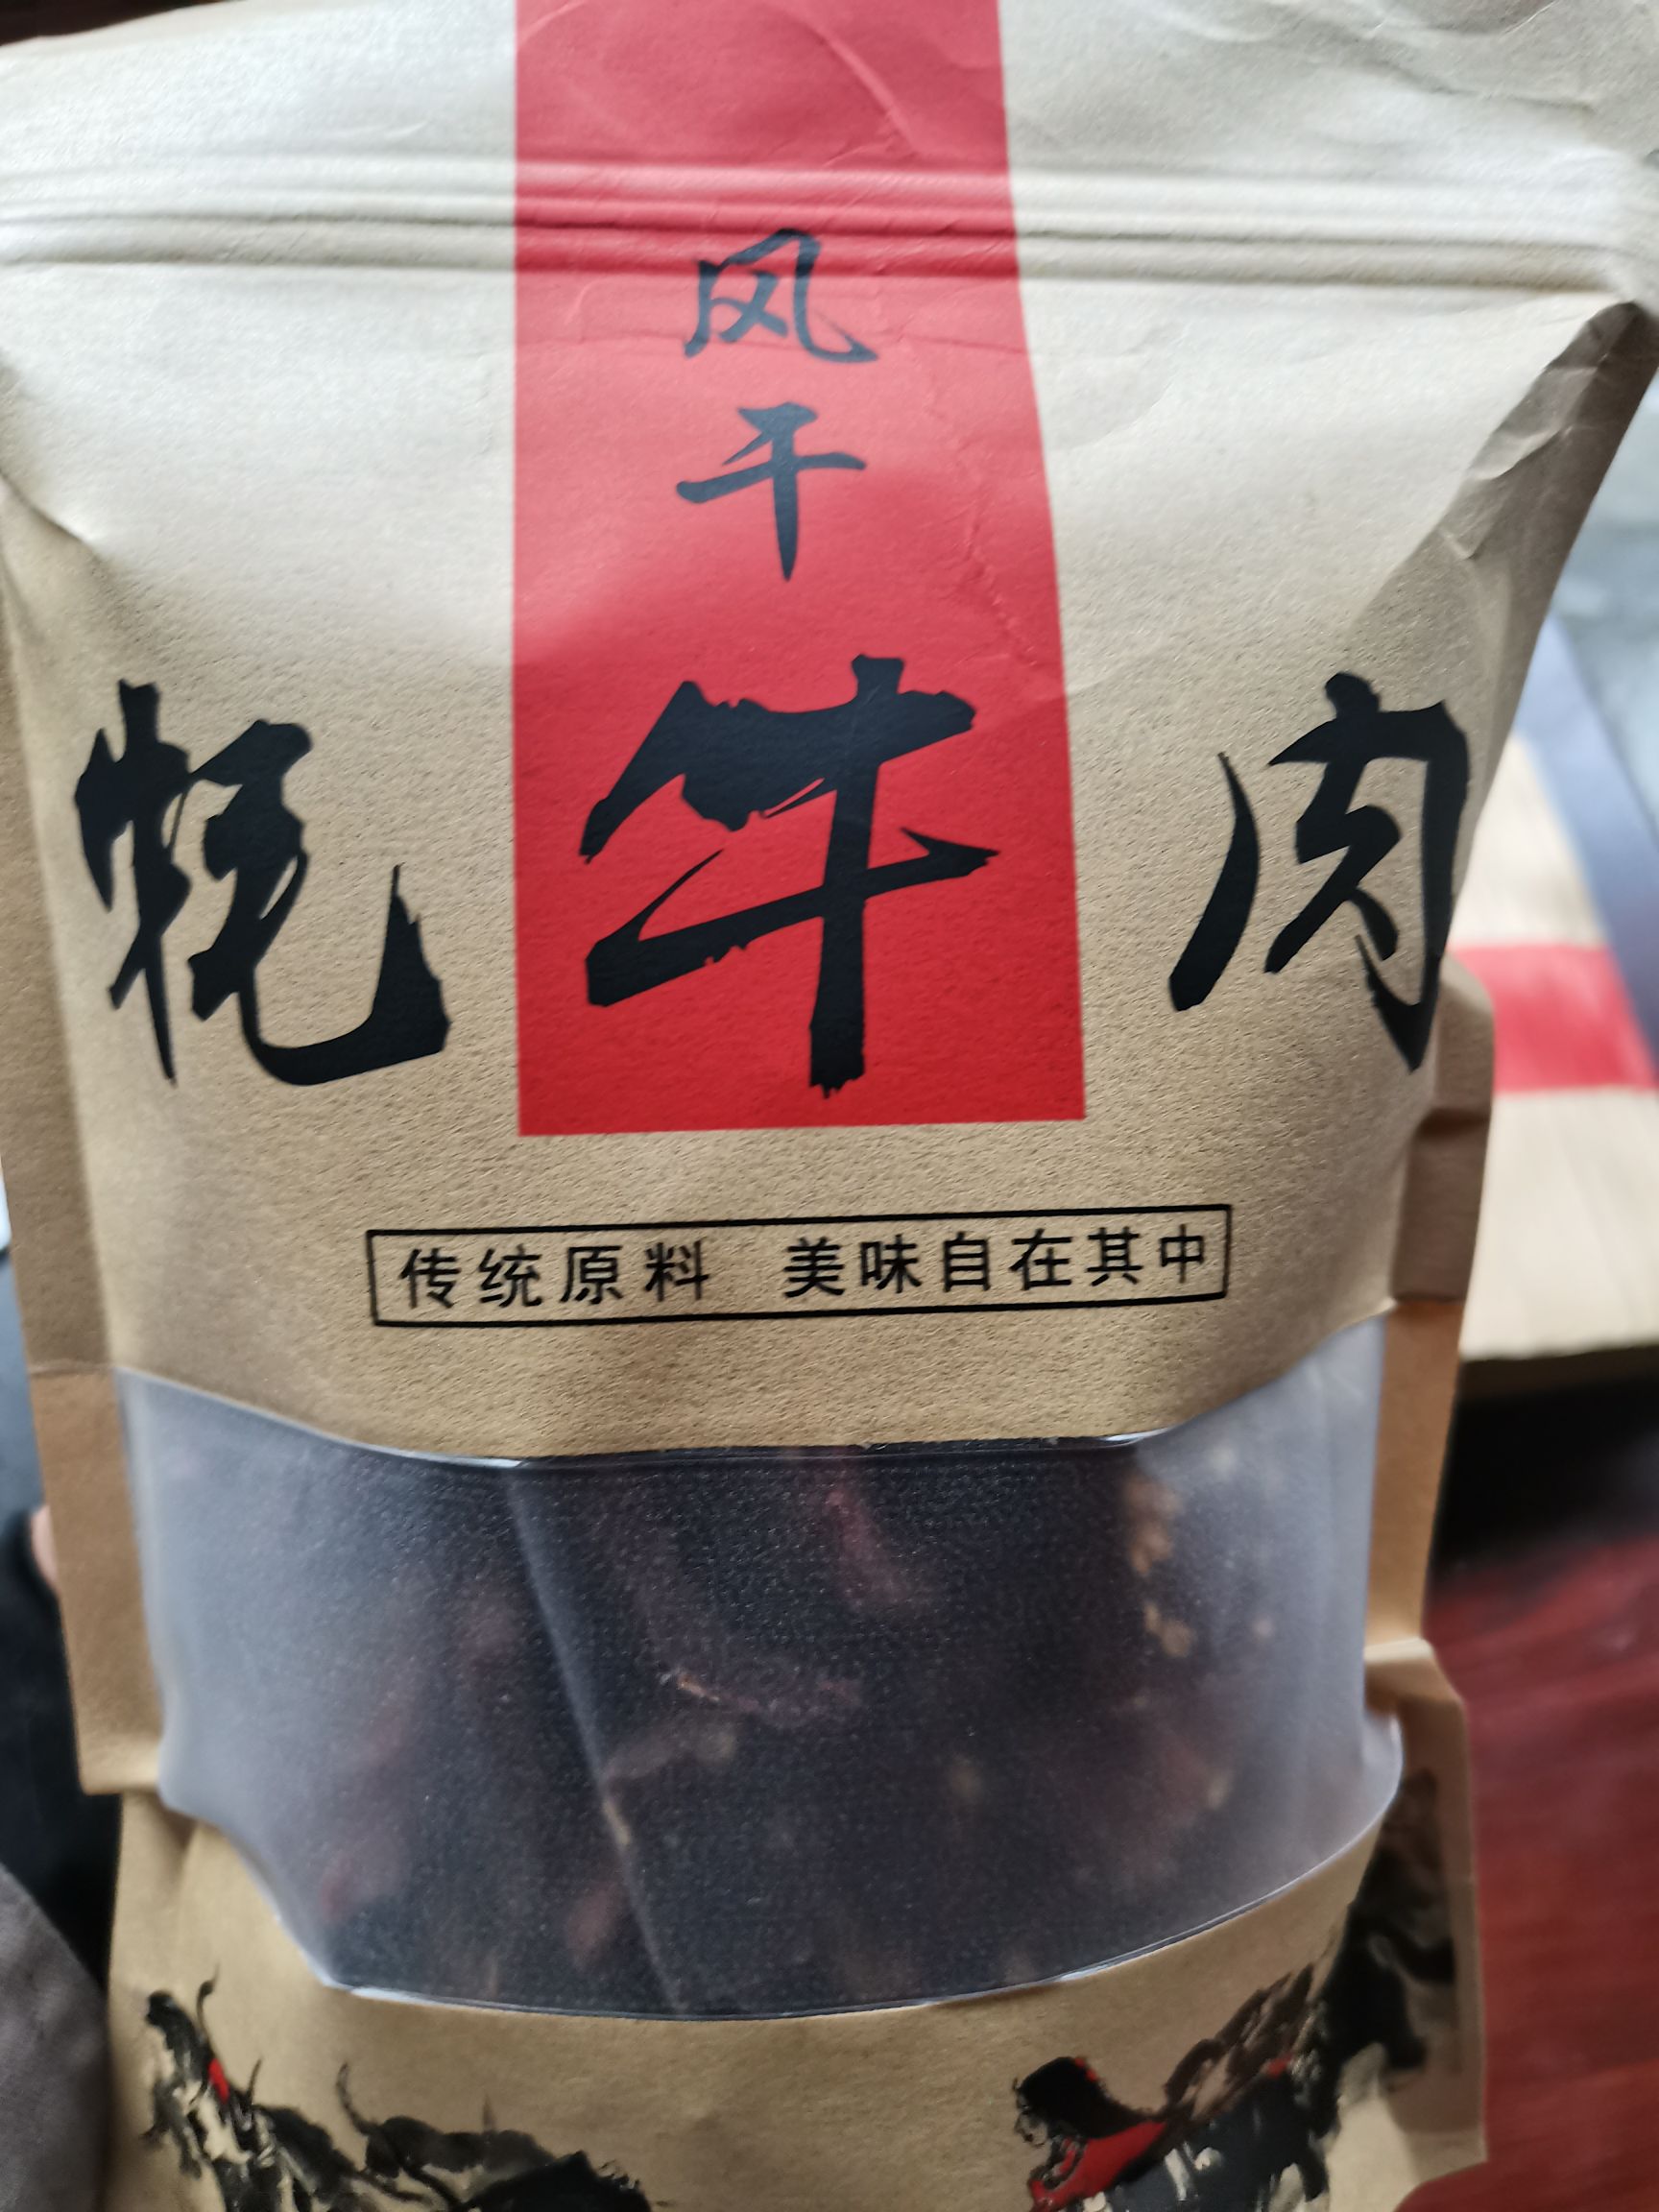 风干
牦牛肉
传统原料 美味自在其中